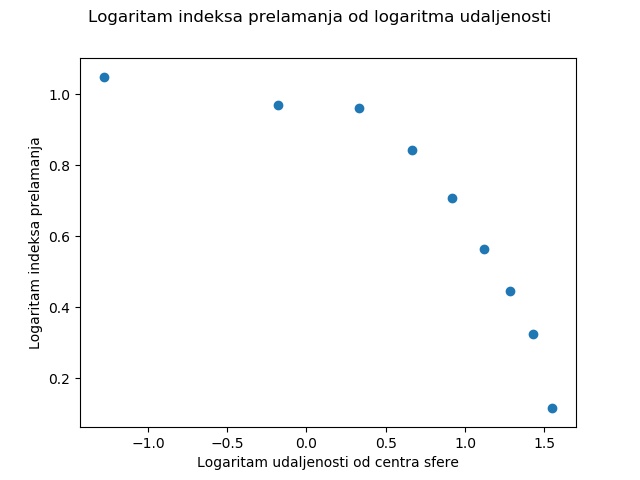 Logaritam indeksa prelamanja od logaritma udaljenosti
Logaritam indeksa prelamanja
1.0
0.8
0.6
0.4
0.2
−1.0 −0.5 0.0 0.5 1.0 1.5
Logaritam udaljenosti od centra sfere